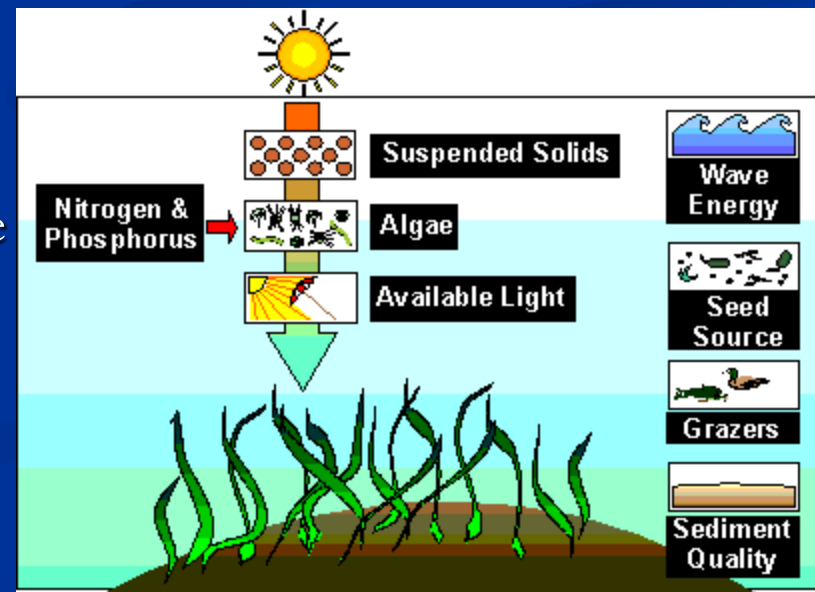 Suspended Solids
Nitrogen &
Phosphorus
Algae
Available Light
Wave
Energy
Seed
Source
Grazers
Sediment
Quality